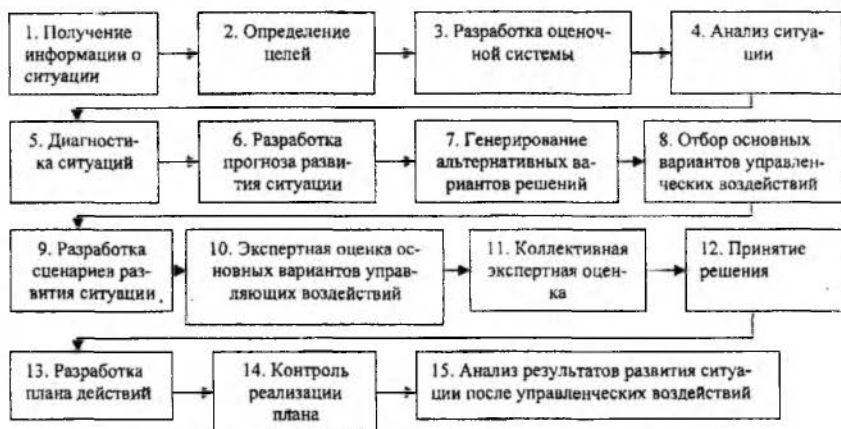 1. Получение
информации о
ситуации
2. Определение
целей
3. Разработка оценоч-
ной системы
4. Анализ ситуа-
ции
5. Диагности-
ка ситуаций
6. Разработка
прогноза разви-
тия ситуации
7. Генерирование
альтернативных ва-
риантов решений
8. Отбор основных
вариантов управлен-
ческих воздействий
9. Разработка
сценариев раз-
вития ситуации
10. Экспертная оценка ос-
новных вариантов управ-
ляющих воздействий
11. Коллективная
экспертная оцен-
ка
12. Принятие
решения
13. Разработка
плана действий
14. Контроль
реализации
плана
15. Анализ результатов развития ситуа-
ции после управленческих воздействий